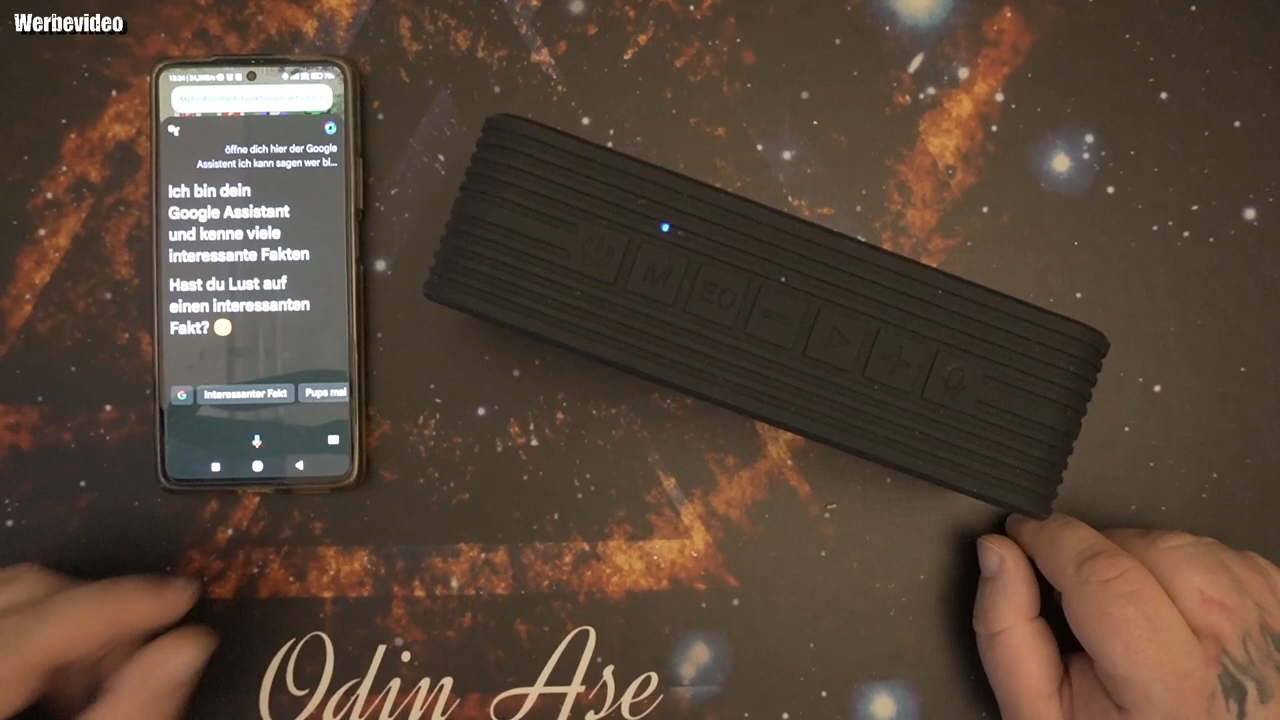 Werbevideo
öffne dich hier der Google
Assistent ich kann sagen wer bi...
Ich bin dein
Google Assistant
und kenne viele
interessante Fakten
Hast du Lust auf
einen interessanten
Fakt?
Interessanter Fakt
Pups mal
M
EQ
Odin Ase